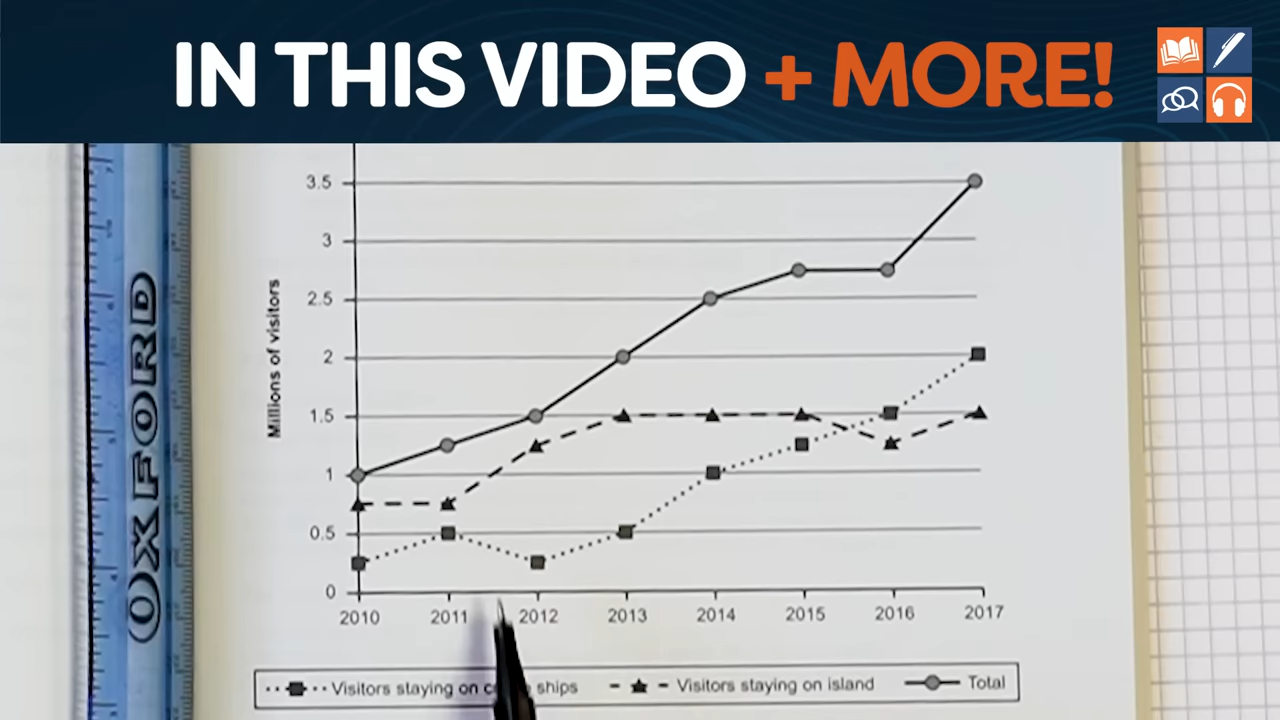 IN THIS VIDEO + MORE!
OXFORD
Millions of visitors
3.5
3
2.5
2
1.5
1
0.5
0
2010 2011 2012 2013 2014 2015 2016 2017
Visitors staying on ships
Visitors staying on island
Total